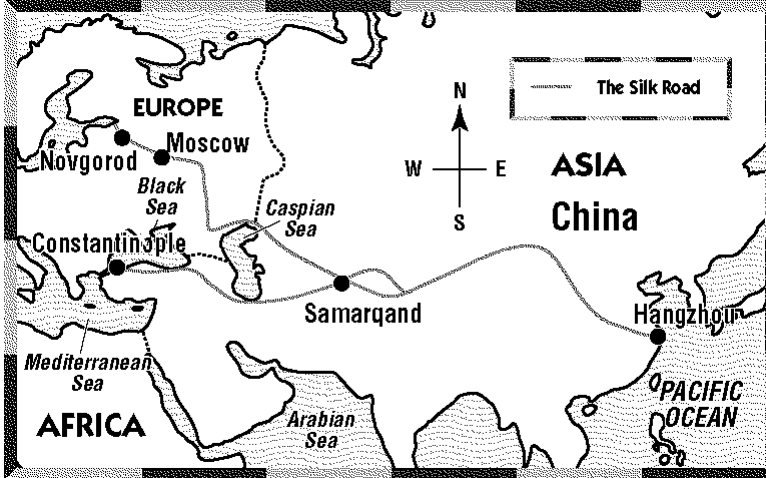 N
The Silk Road
EUROPE
Moscow
Novgorod
W
E
ASIA
Black
Sea
Caspian
Sea
S
China
Constantinople
Samarqand
Hangzhou
Mediterranean
Sea
AFRICA
Arabian
Sea
PACIFIC
OCEAN